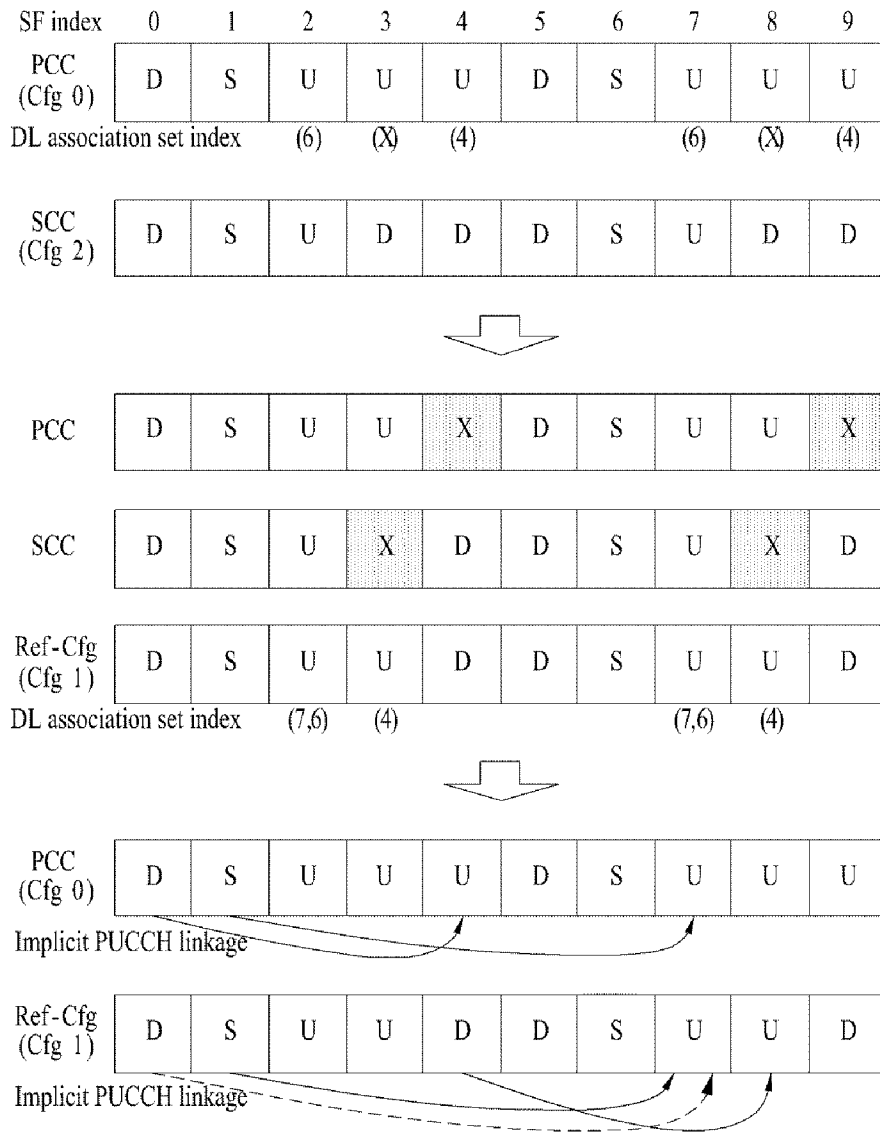 SF index 0 1 2 3 4 5 6 7 8 9
PCC
(Cfg 0)
D S U U U D S U U U
DL association set index (6) (X) (4) (6) (X) (4)
SCC
(Cfg 2)
D S U D D D S U D D
PCC D S U U X D S U U X
SCC D S U X D D S U X D
Ref-Cfg
(Cfg 1)
D S U U D D S U U D
DL association set index (7,6) (4) (7,6) (4)
PCC
(Cfg 0)
D S U U U D S U U U
Implicit PUCCH linkage
Ref-Cfg
(Cfg 1)
D S U U D D S U U D
Implicit PUCCH linkage